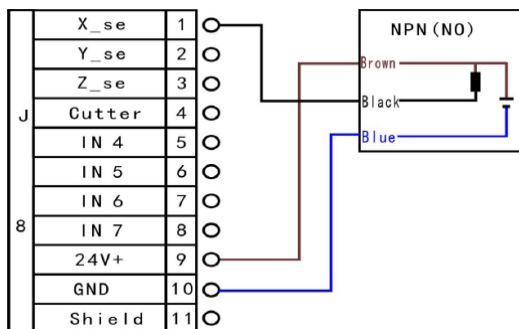 X_se 1
Y_se 2
Z_se 3
J Cutter 4
IN 4 5
IN 5 6
IN 6 7
8 IN 7 8
24V+ 9
GND 10
Shield 11
NPN(NO)
Brown
Black
Blue